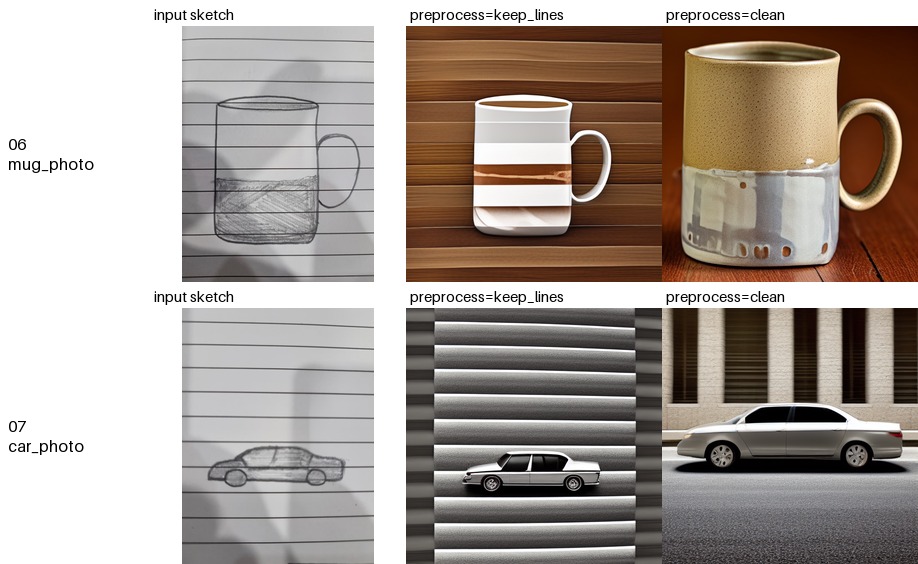 input sketch
preprocess=keep_lines
preprocess=clean
06
mug_photo
input sketch
preprocess=keep_lines
preprocess=clean
07
car_photo